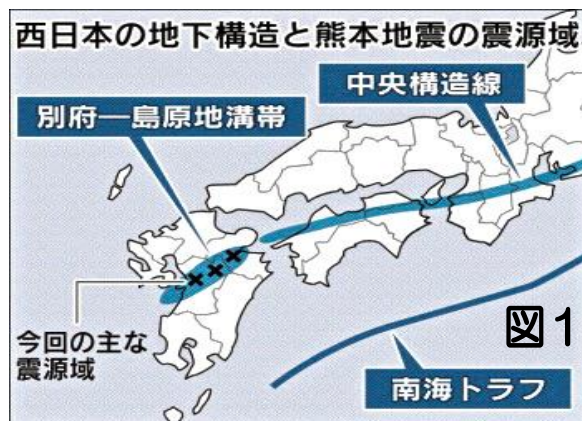 西日本の地下構造と熊本地震の震源域
中央構造線
別府―島原地溝帯
今回の主な
震源域
図1
南海トラフ